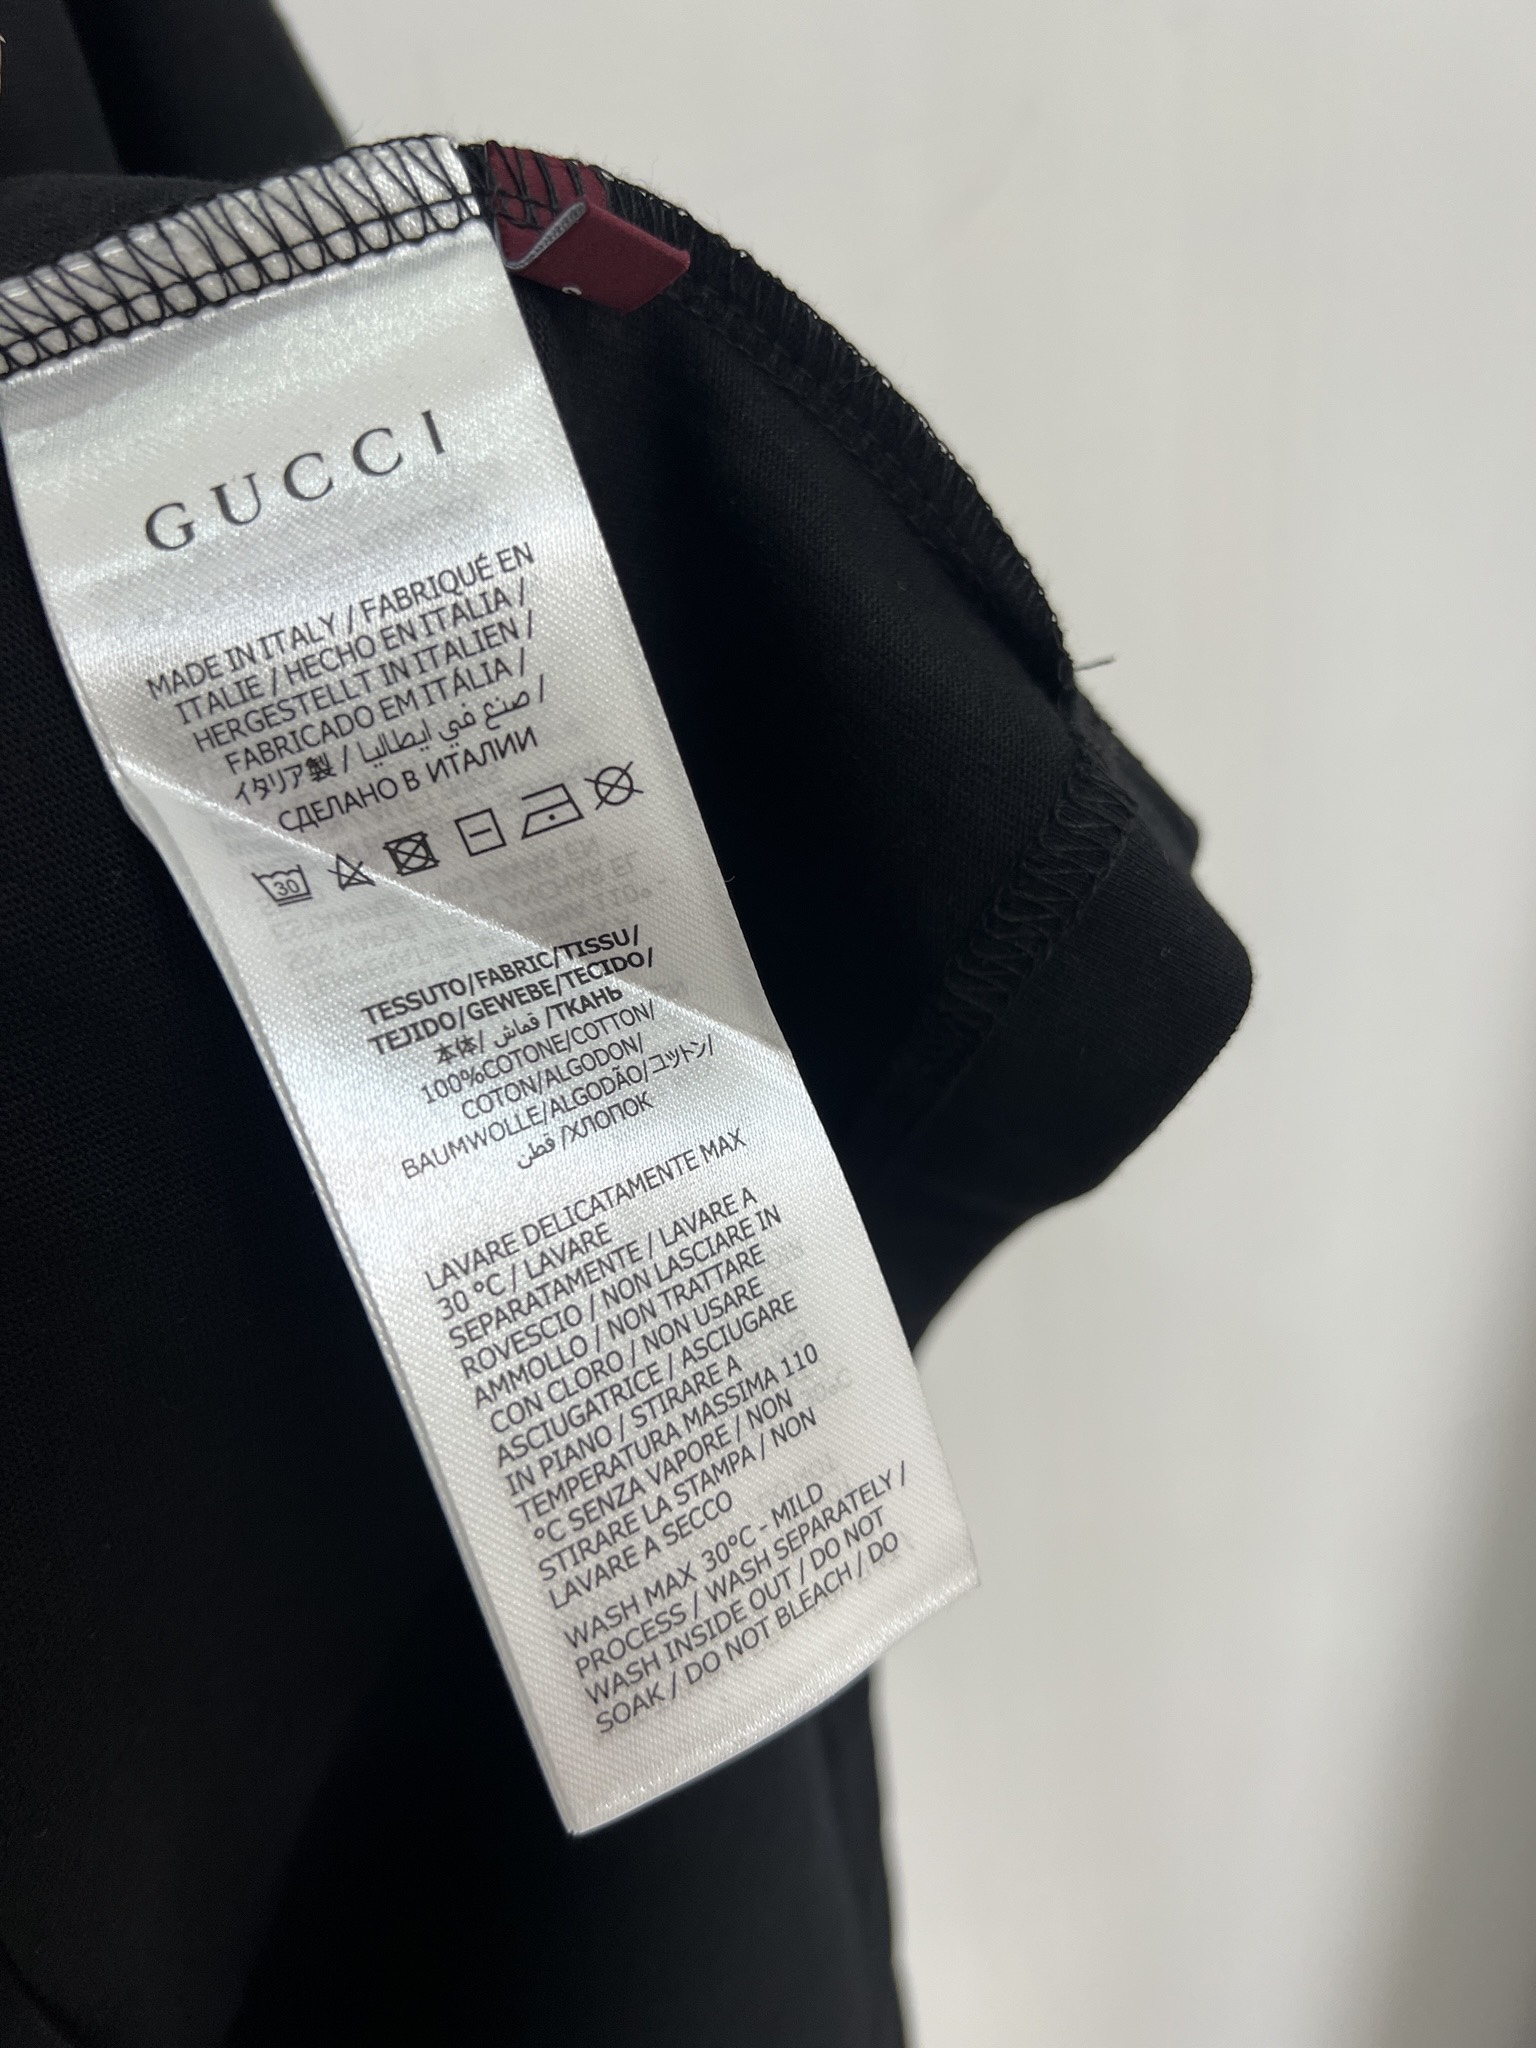 GUCCI
MADE IN ITALY / FABRIQUÉ EN
ITALIE / HECHO EN ITALIA /
HERGESTELLT IN ITALIEN /
FABRICADO EM ITÁLIA /
イタリア製 / صنع في ايطاليا /
СДЕЛАНО В ИТАЛИИ
30
TESSUTO/FABRIC/TISSU/
TEJIDO/GEWEBE/TECIDO/
本体/ قماش /ТКАНЬ
100%COTONE/COTTON/
COTON/ALGODON/
BAUMWOLLE/ALGODÃO/コットン/
قطن /ХЛОПОК
LAVARE DELICATAMENTE MAX
30 °C / LAVARE
SEPARATAMENTE / LAVARE A
ROVESCIO / NON LASCIARE IN
AMMOLLO / NON TRATTARE
CON CLORO / NON USARE
ASCIUGATRICE / ASCIUGARE
IN PIANO / STIRARE A
TEMPERATURA MASSIMA 110
°C SENZA VAPORE / NON
STIRARE LA STAMPA / NON
LAVARE A SECCO
WASH MAX 30°C - MILD
PROCESS / WASH SEPARATELY /
WASH INSIDE OUT / DO NOT
SOAK / DO NOT BLEACH / DO